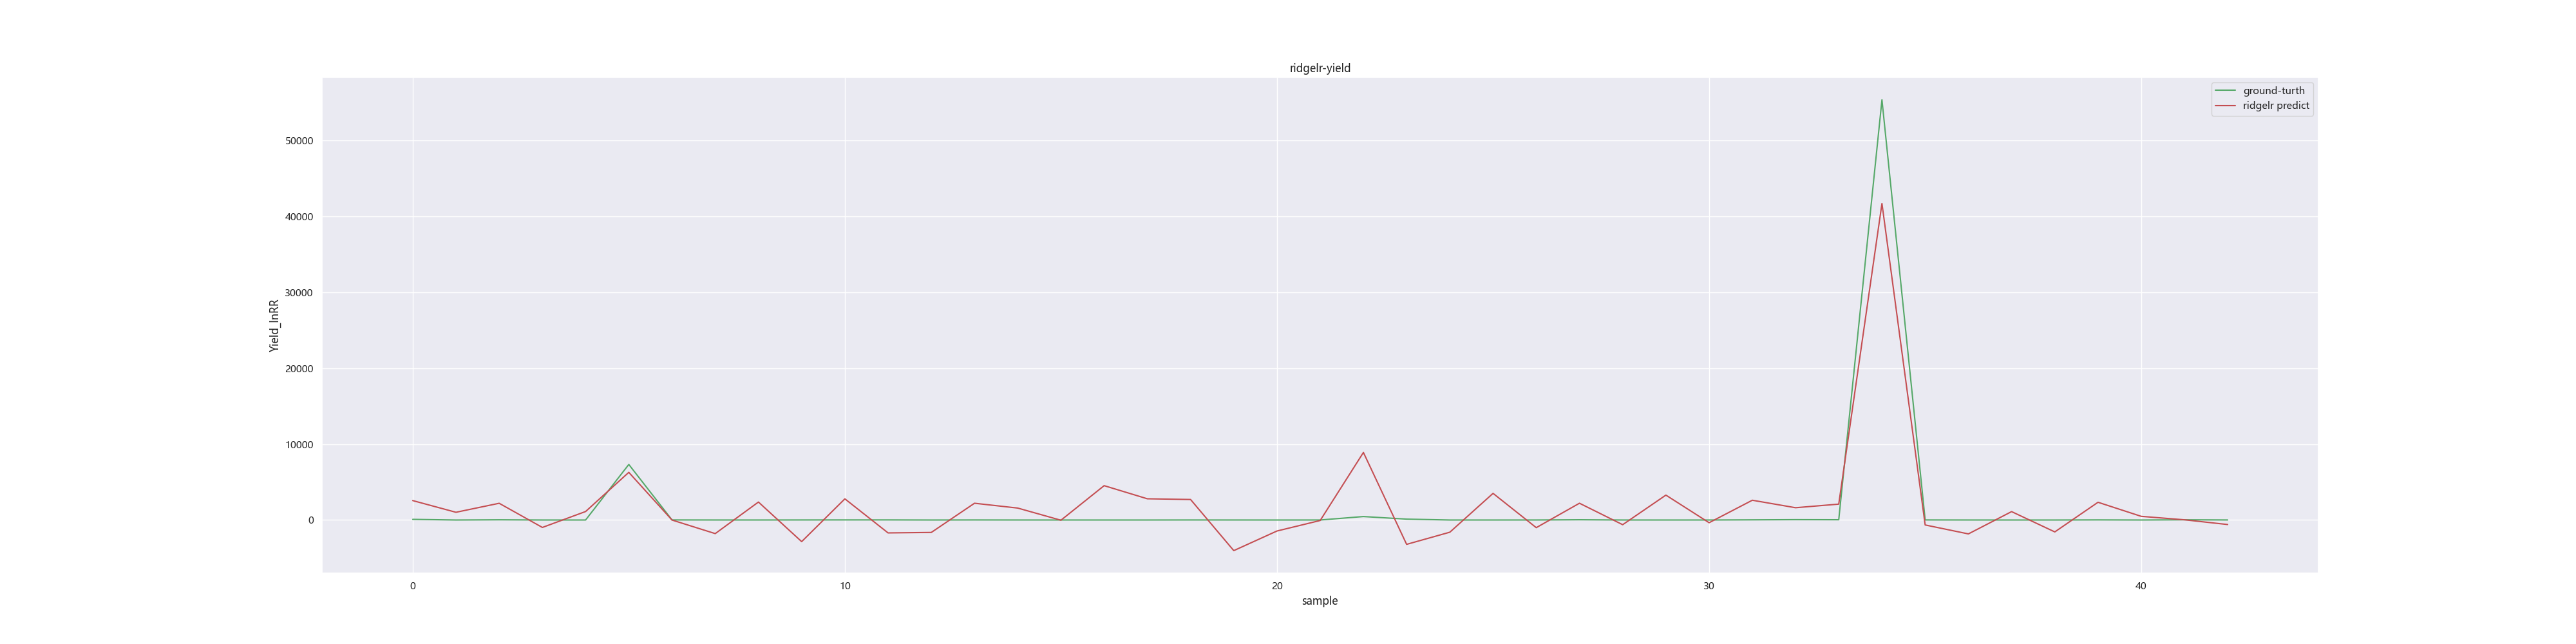 ridgelr-yield
ground-turth
ridgelr predict
50000
40000
30000
20000
10000
0
Yield_lnRR
0 10 20 30 40
sample